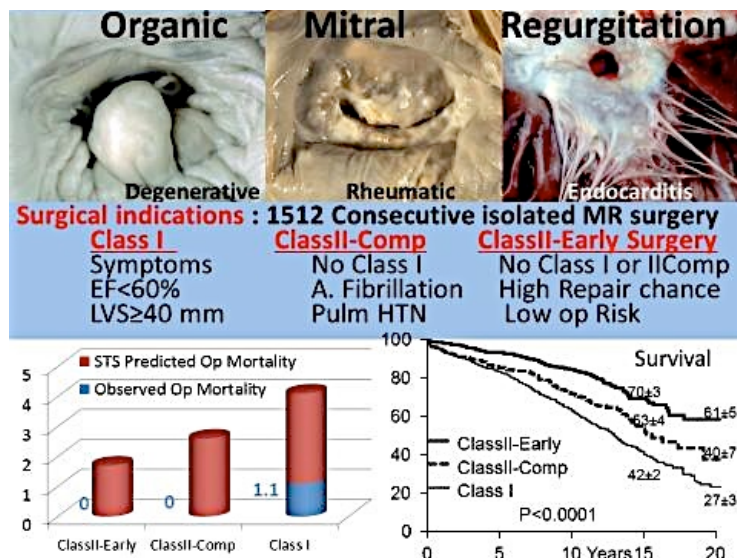 Organic Mitral Regurgitation
Degenerative Rheumatic Endocarditis
Surgical indications : 1512 Consecutive isolated MR surgery
Class I ClassII-Comp ClassII-Early Surgery
Symptoms No Class I No Class I or IIComp
EF<60% A. Fibrillation High Repair chance
LVS≥40 mm Pulm HTN Low op Risk
5
4
3
2
1
0
STS Predicted Op Mortality
Observed Op Mortality
0 0 1.1
ClassII-Early ClassII-Comp Class I
100
80
60
40
20
0
Survival
70±3
63±4
61±5
40±7
42±2
27±3
ClassII-Early
ClassII-Comp
Class I
P<0.0001
0 5 10 Years 15 20